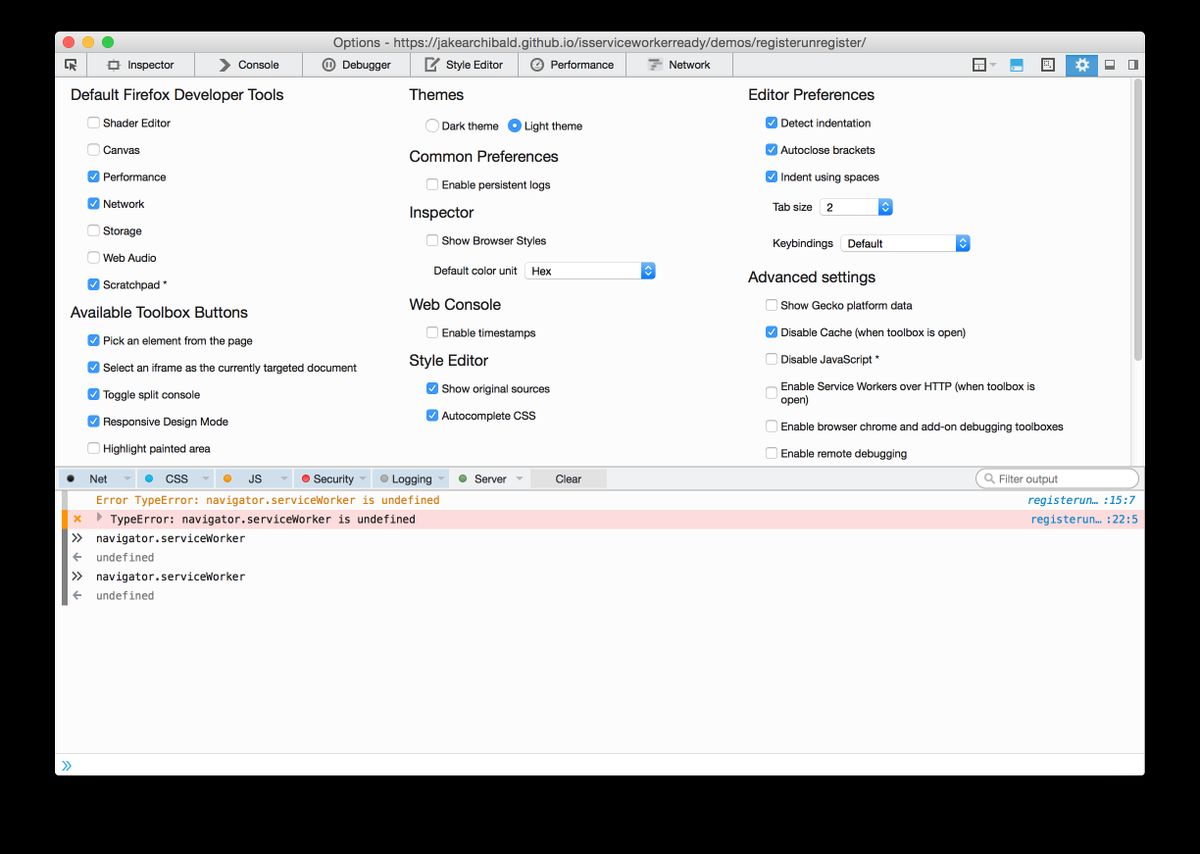 Options - https://jakearchibald.github.io/isserviceworkerready/demos/registerunregister/
Inspector
Console
Debugger
Style Editor
Performance
Network
Default Firefox Developer Tools
Shader Editor
Canvas
Performance
Network
Storage
Web Audio
Scratchpad *
Available Toolbox Buttons
Pick an element from the page
Select an iframe as the currently targeted document
Toggle split console
Responsive Design Mode
Highlight painted area
Themes
Dark theme
Light theme
Common Preferences
Enable persistent logs
Inspector
Show Browser Styles
Default color unit
Hex
Web Console
Enable timestamps
Style Editor
Show original sources
Autocomplete CSS
Editor Preferences
Detect indentation
Autoclose brackets
Indent using spaces
Tab size
2
Keybindings
Default
Advanced settings
Show Gecko platform data
Disable Cache (when toolbox is open)
Disable JavaScript *
Enable Service Workers over HTTP (when toolbox is
open)
Enable browser chrome and add-on debugging toolboxes
Enable remote debugging
Net
CSS
JS
Security
Logging
Server
Clear
Filter output
Error TypeError: navigator.serviceWorker is undefined
registerun… :15:7
TypeError: navigator.serviceWorker is undefined
registerun… :22:5
navigator.serviceWorker
undefined
navigator.serviceWorker
undefined